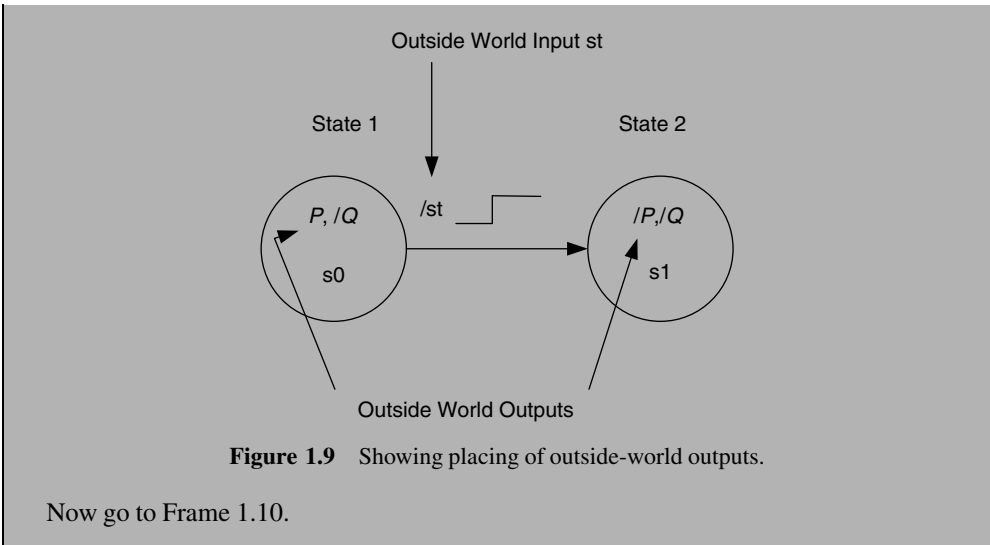 Outside World Input st
State 1 State 2
/st
P, /Q /P,/Q
s0 s1
Outside World Outputs
Figure 1.9 Showing placing of outside-world outputs.
Now go to Frame 1.10.